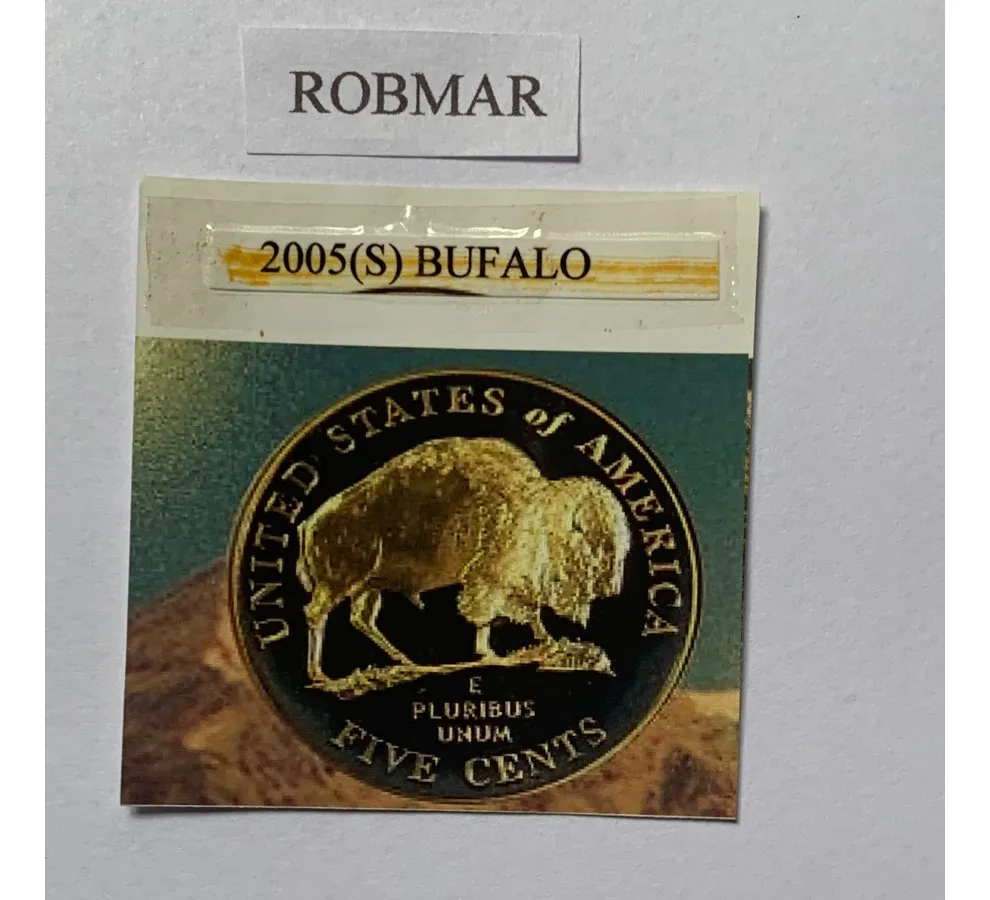 ROBMAR
2005(S) BUFALO
UNITED STATES of AMERICA
E
PLURIBUS
UNUM
FIVE CENTS